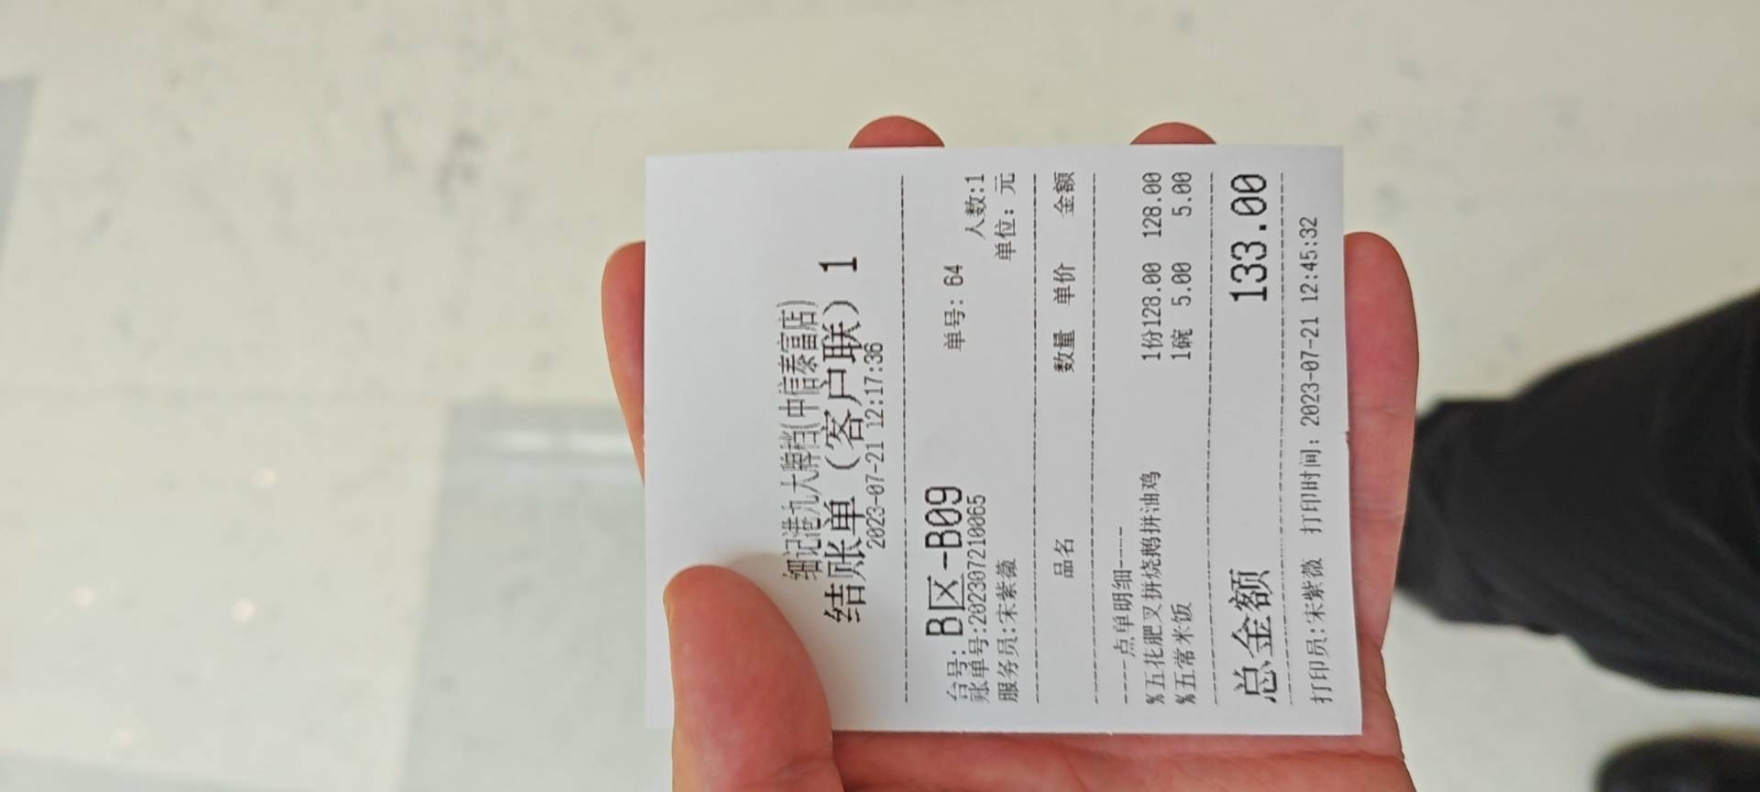 细记港九大牌档(中信泰富店)
结账单(客户联) 1
2023-07-21 12:17:36
台号: B区-B09 单号: 64
账单号:202307210065 人数:1
服务员:宋紫薇 单位: 元
品名 数量 单价 金额
----点单明细----
%五花肥叉拼烧鹅拼油鸡 1份128.00 128.00
%五常米饭 1碗 5.00 5.00
总金额 133.00
打印员:宋紫薇 打印时间: 2023-07-21 12:45:32